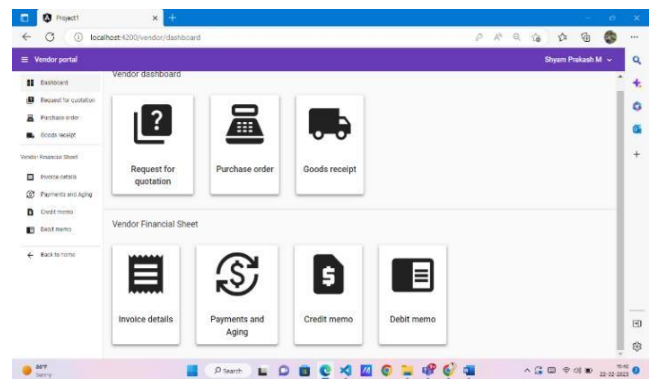 Project1
localhost:4200/vendor/dashboard
Vendor portal
Shyam Prakash M
Vendor dashboard
Dashboard
Request for quotation
Purchase order
Goods receipt
Vendor Financial Sheet
Invoice details
Payments and Aging
Credit memo
Debit memo
Back to home
Request for
quotation
Purchase order
Goods receipt
Vendor Financial Sheet
Invoice details
Payments and
Aging
Credit memo
Debit memo
Sunny
Search